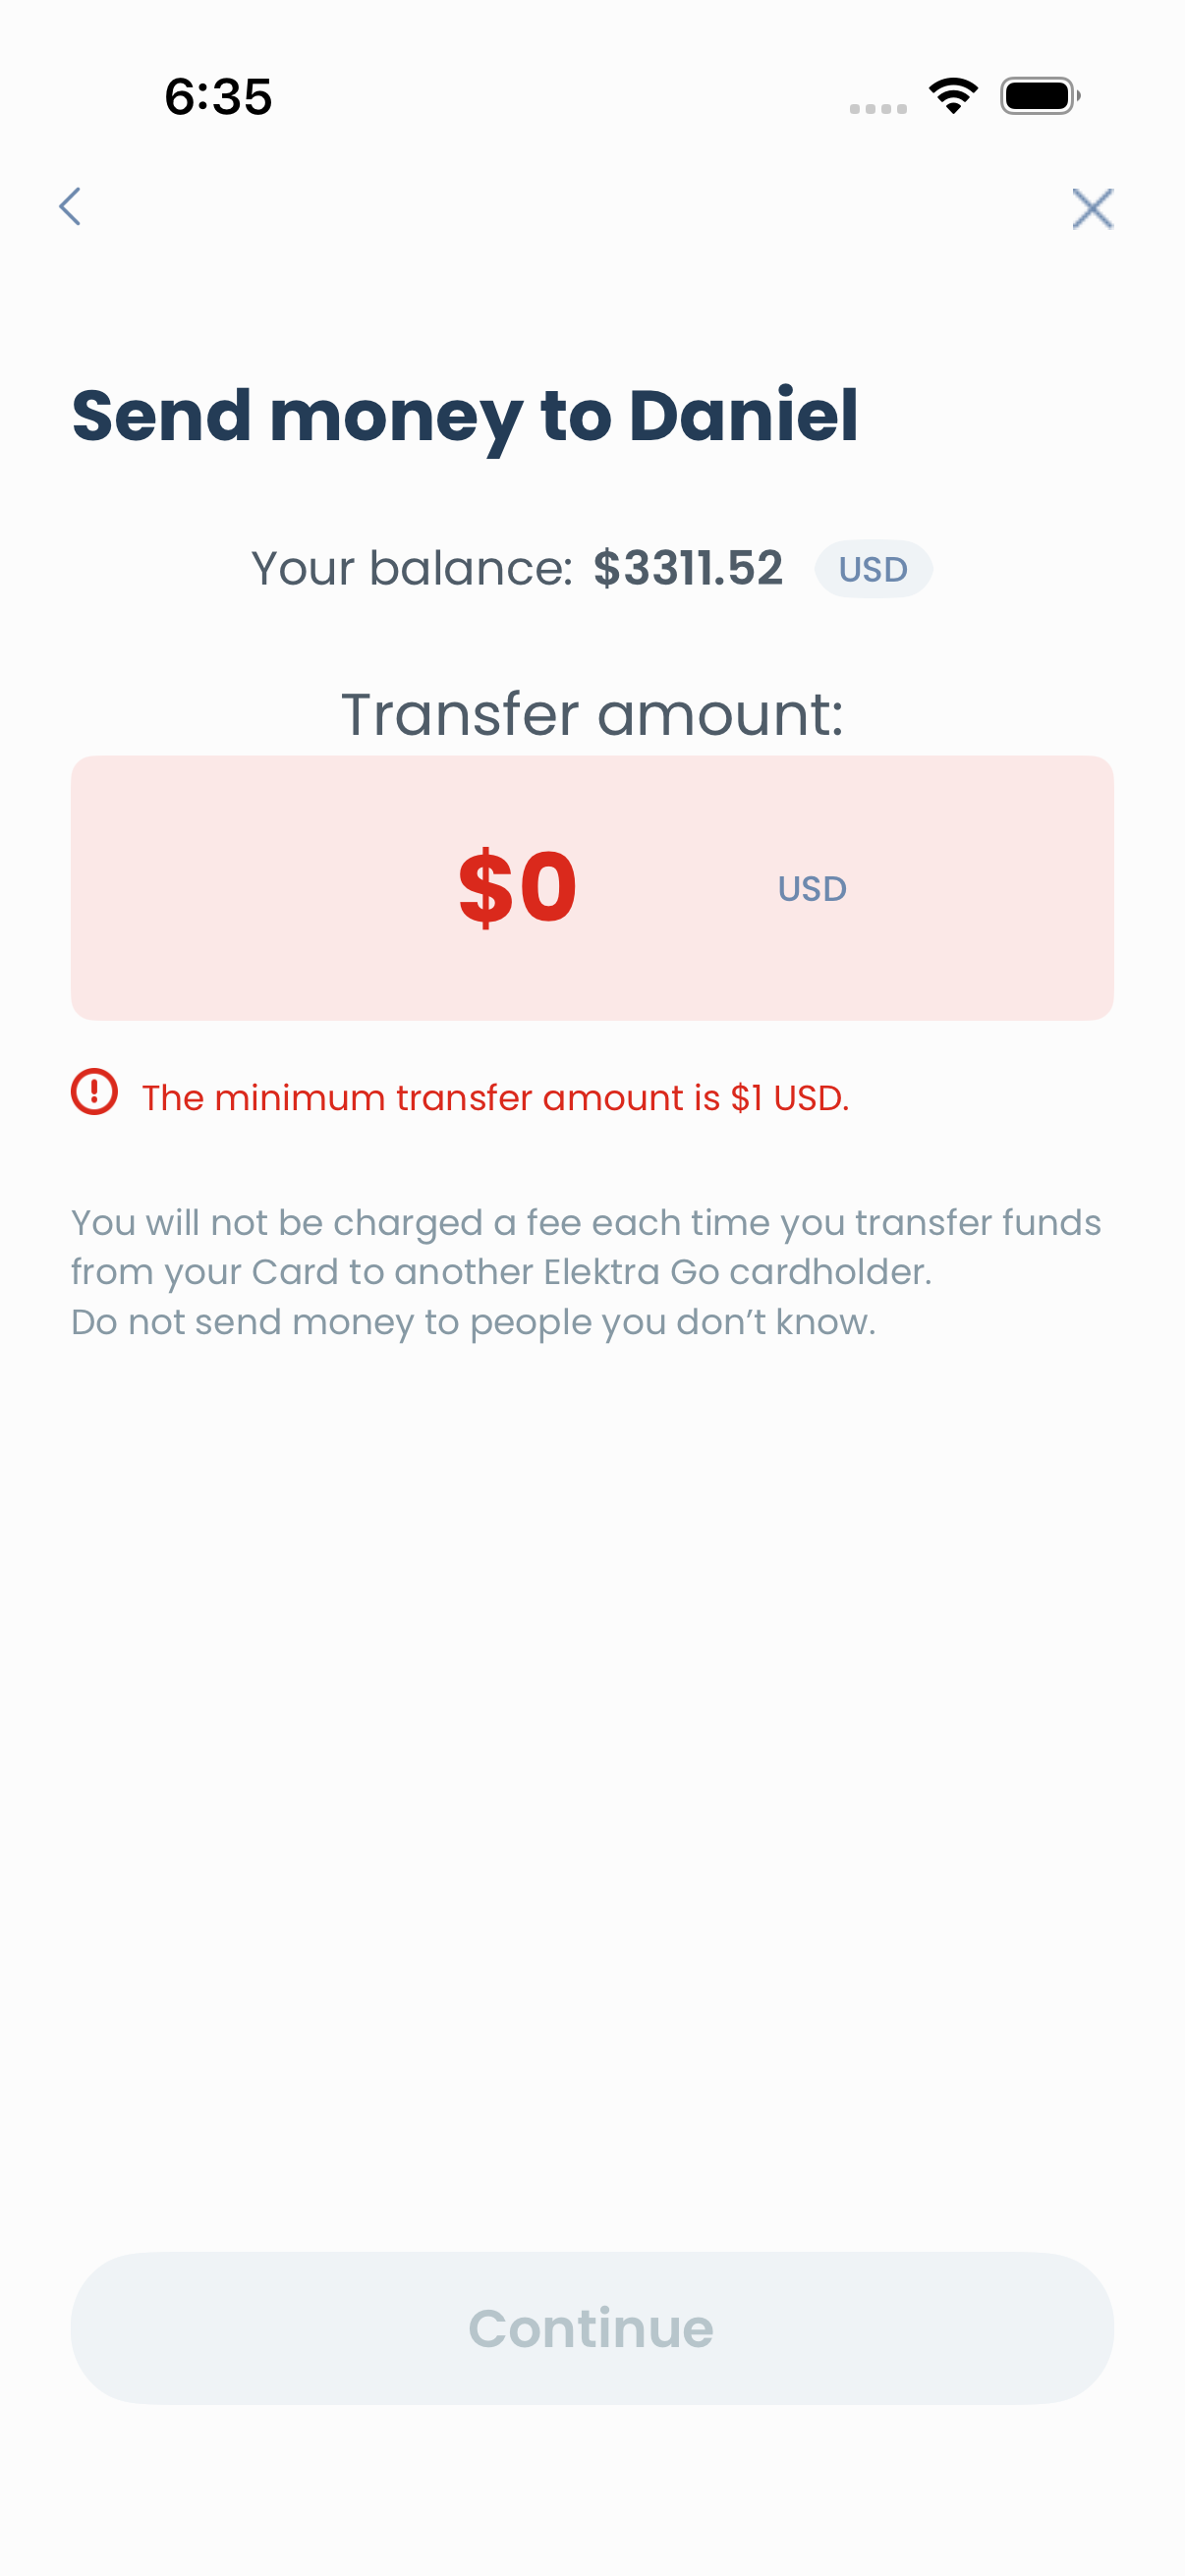 6:35
Send money to Daniel
Your balance: $3311.52 USD
Transfer amount:
$0 USD
The minimum transfer amount is $1 USD.
You will not be charged a fee each time you transfer funds
from your Card to another Elektra Go cardholder.
Do not send money to people you don’t know.
Continue